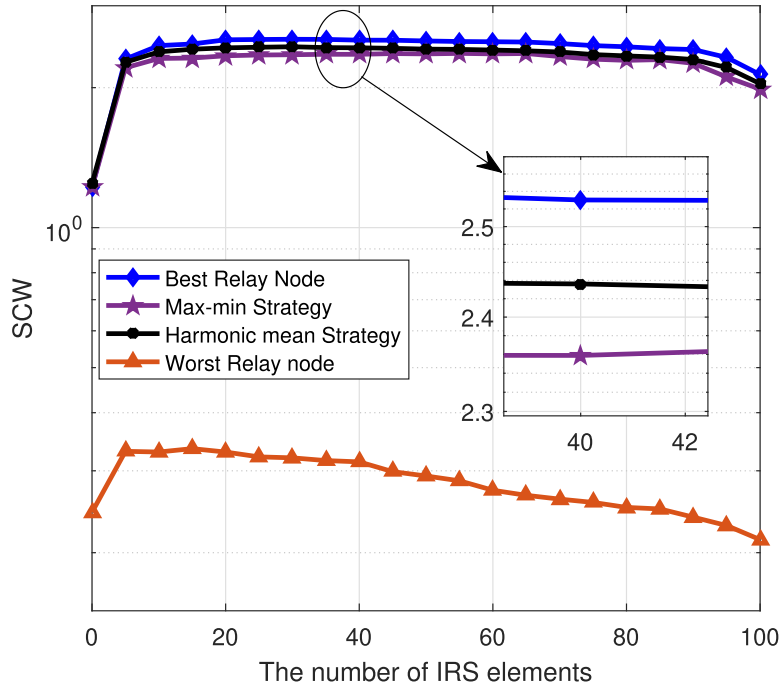 SCW
10^0
Best Relay Node
Max-min Strategy
Harmonic mean Strategy
Worst Relay node
2.5
2.4
2.3
40 42
0 20 40 60 80 100
The number of IRS elements